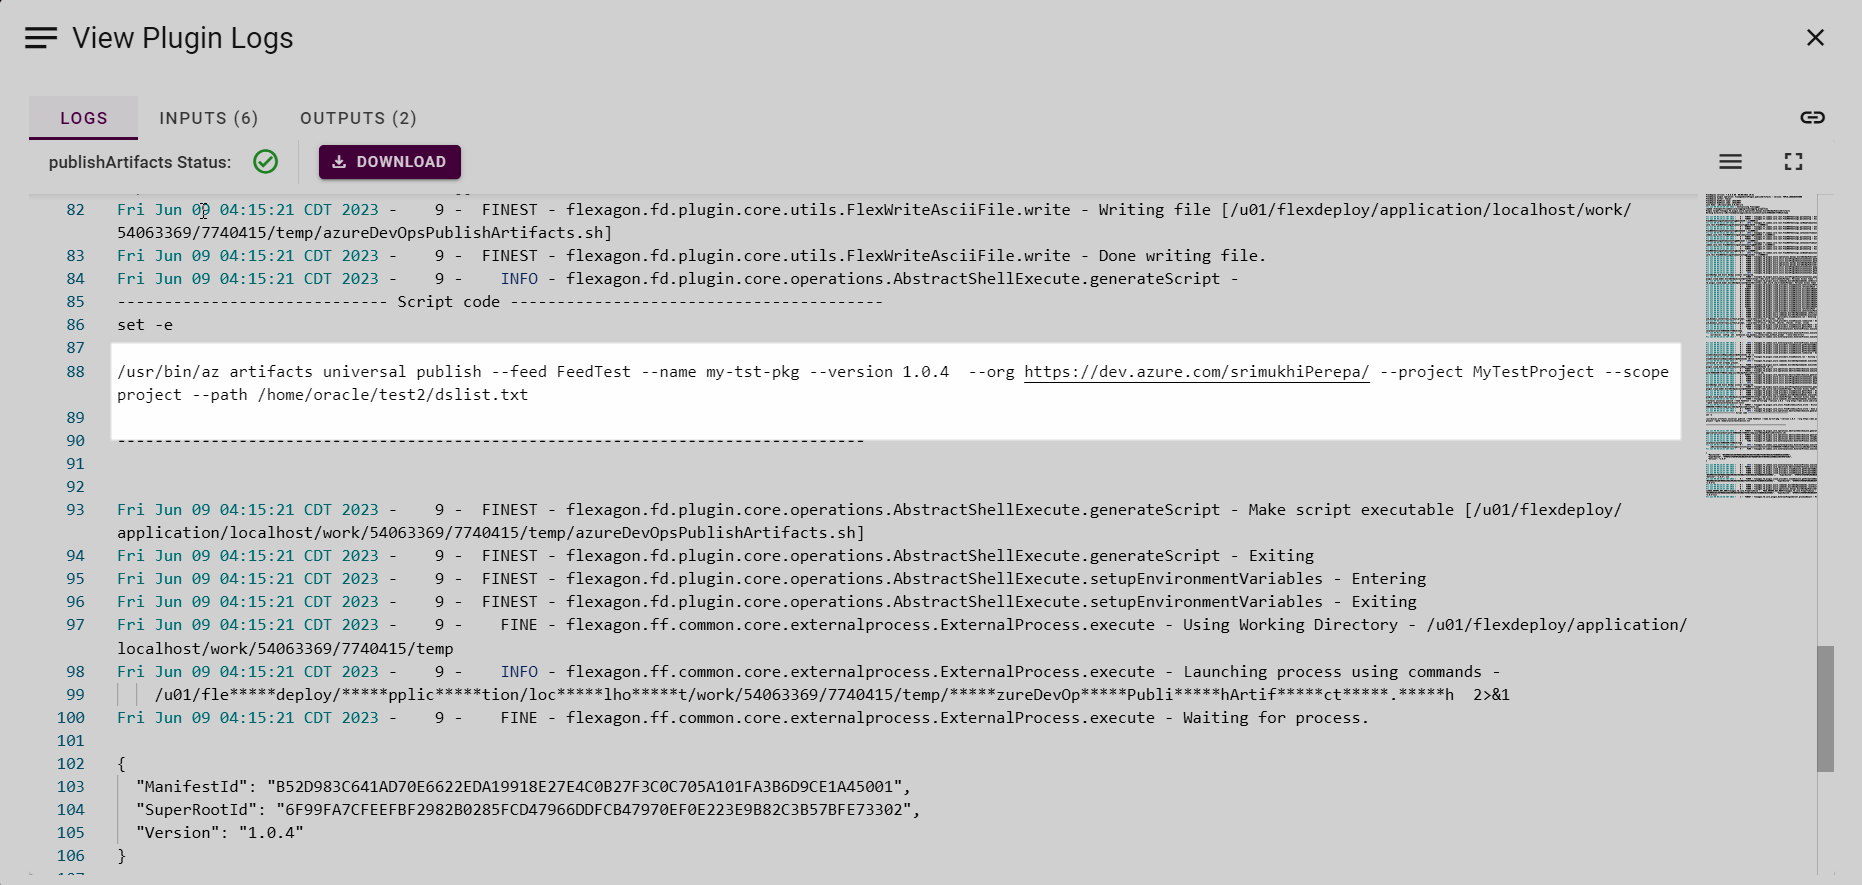 View Plugin Logs
LOGS
INPUTS (6)
OUTPUTS (2)
publishArtifacts Status:
DOWNLOAD
82 Fri Jun 09 04:15:21 CDT 2023 -    9 -  FINEST - flexagon.fd.plugin.core.utils.FlexWriteAsciiFile.write - Writing file [/u01/flexdeploy/application/localhost/work/
54063369/7740415/temp/azureDevOpsPublishArtifacts.sh]
83 Fri Jun 09 04:15:21 CDT 2023 -    9 -  FINEST - flexagon.fd.plugin.core.utils.FlexWriteAsciiFile.write - Done writing file.
84 Fri Jun 09 04:15:21 CDT 2023 -    9 -    INFO - flexagon.fd.plugin.core.operations.AbstractShellExecute.generateScript -
85 ----------------------------- Script code ----------------------------------------
86 set -e
87
88 /usr/bin/az artifacts universal publish --feed FeedTest --name my-tst-pkg --version 1.0.4  --org https://dev.azure.com/srimukhiPerepa/ --project MyTestProject --scope
project --path /home/oracle/test2/dslist.txt
89
90 --------------------------------------------------------------------------------
91
92
93 Fri Jun 09 04:15:21 CDT 2023 -    9 -  FINEST - flexagon.fd.plugin.core.operations.AbstractShellExecute.generateScript - Make script executable [/u01/flexdeploy/
application/localhost/work/54063369/7740415/temp/azureDevOpsPublishArtifacts.sh]
94 Fri Jun 09 04:15:21 CDT 2023 -    9 -  FINEST - flexagon.fd.plugin.core.operations.AbstractShellExecute.generateScript - Exiting
95 Fri Jun 09 04:15:21 CDT 2023 -    9 -  FINEST - flexagon.fd.plugin.core.operations.AbstractShellExecute.setupEnvironmentVariables - Entering
96 Fri Jun 09 04:15:21 CDT 2023 -    9 -  FINEST - flexagon.fd.plugin.core.operations.AbstractShellExecute.setupEnvironmentVariables - Exiting
97 Fri Jun 09 04:15:21 CDT 2023 -    9 -    FINE - flexagon.ff.common.core.externalprocess.ExternalProcess.execute - Using Working Directory - /u01/flexdeploy/application/
localhost/work/54063369/7740415/temp
98 Fri Jun 09 04:15:21 CDT 2023 -    9 -    INFO - flexagon.ff.common.core.externalprocess.ExternalProcess.execute - Launching process using commands -
99     /u01/fle*****deploy/*****pplic*****tion/loc*****lho*****t/work/54063369/7740415/temp/*****zureDevOp*****Publi*****hArtif*****ct*****.*****h  2>&1
100 Fri Jun 09 04:15:21 CDT 2023 -    9 -    FINE - flexagon.ff.common.core.externalprocess.ExternalProcess.execute - Waiting for process.
101
102 {
103   "ManifestId": "B52D983C641AD70E6622EDA19918E27E4C0B27F3C0C705A101FA3B6D9CE1A45001",
104   "SuperRootId": "6F99FA7CFEEFBF2982B0285FCD47966DDFCB47970EF0E223E9B82C3B57BFE73302",
105   "Version": "1.0.4"
106 }